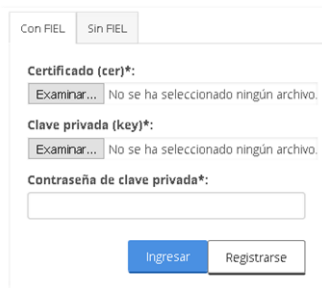 Con FIEL Sin FIEL
Certificado (cer)*:
Examinar... No se ha seleccionado ningún archivo.
Clave privada (key)*:
Examinar... No se ha seleccionado ningún archivo.
Contraseña de clave privada*:
Ingresar Registrarse